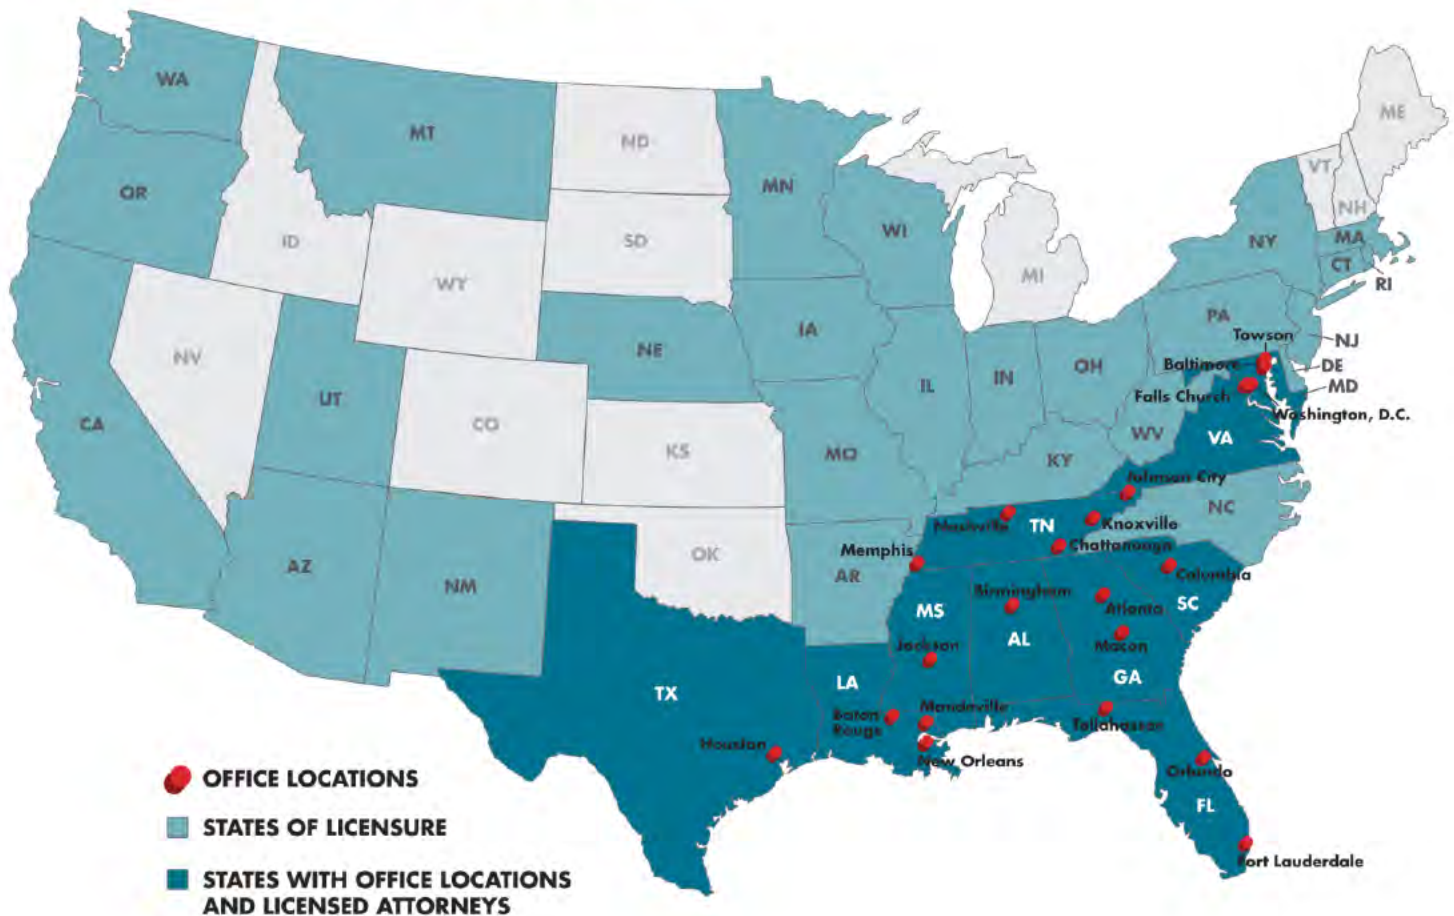 WA
MT
ND
MN
OR
ID
SD
WI
WY
MI
ME
VT
NH
NY
MA
CT
RI
NV
UT
NE
IA
PA
Towson
NJ
Baltimore
DE
MD
Falls Church
Washington, D.C.
CA
CO
KS
MO
IL
IN
OH
WV
VA
KY
Johnson City
NC
Nashville
TN
Knoxville
Chattanooga
Memphis
AZ
NM
OK
AR
Columbia
Birmingham
MS
Atlanta
SC
AL
Macon
Jackson
GA
TX
LA
Baton
Rouge
Mandeville
Tallahassee
Houston
New Orleans
Orlando
FL
Fort Lauderdale
OFFICE LOCATIONS
STATES OF LICENSURE
STATES WITH OFFICE LOCATIONS
AND LICENSED ATTORNEYS